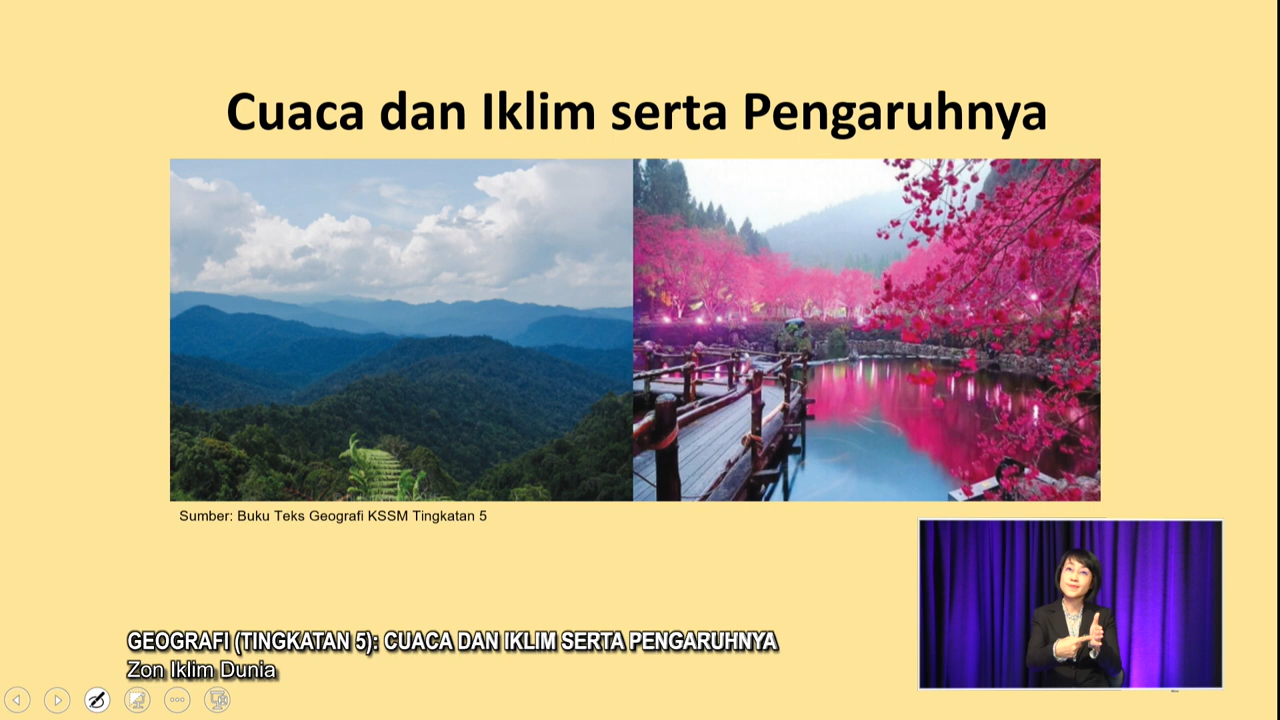 Cuaca dan Iklim serta Pengaruhnya
Sumber: Buku Teks Geografi KSSM Tingkatan 5
GEOGRAFI (TINGKATAN 5): CUACA DAN IKLIM SERTA PENGARUHNYA
Zon Iklim Dunia